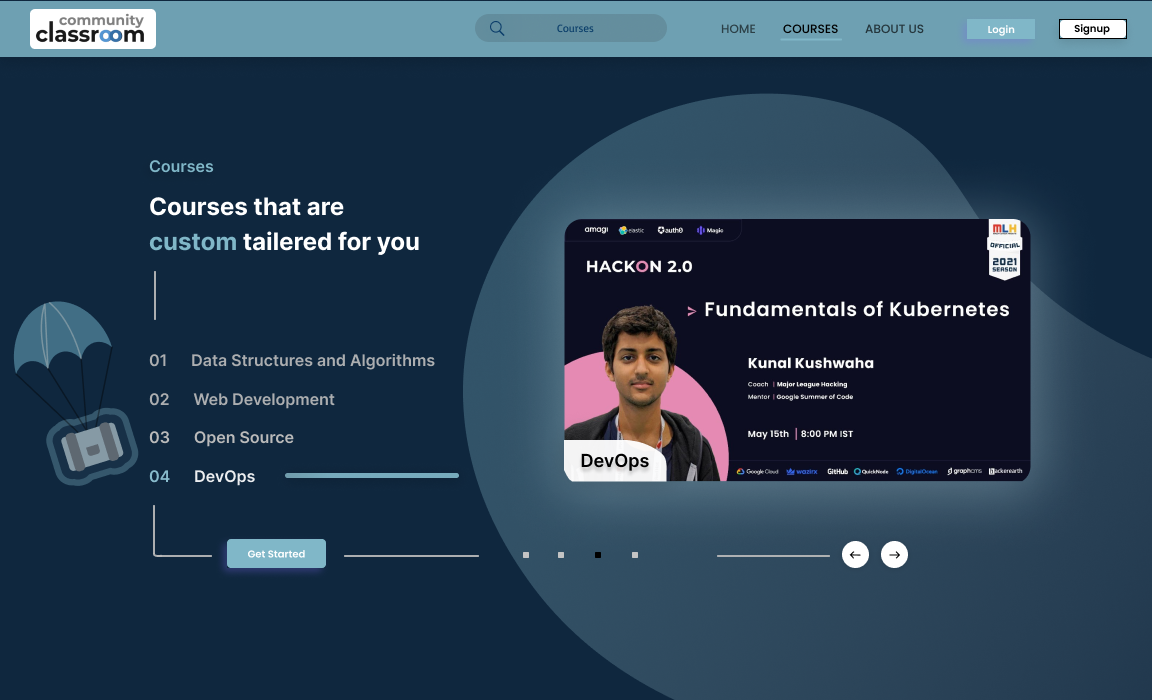 community
classroom
Courses
HOME
COURSES
ABOUT US
Login
Signup
Courses
Courses that are
custom tailered for you
01 Data Structures and Algorithms
02 Web Development
03 Open Source
04 DevOps
Get Started
amagi elastic auth0 Magic
MLH
OFFICIAL
2021
SEASON
HACKON 2.0
> Fundamentals of Kubernetes
Kunal Kushwaha
Coach | Major League Hacking
Mentor | Google Summer of Code
May 15th | 8:00 PM IST
DevOps
Google Cloud wazirx GitHub QuickNode DigitalOcean graphcms hackerearth